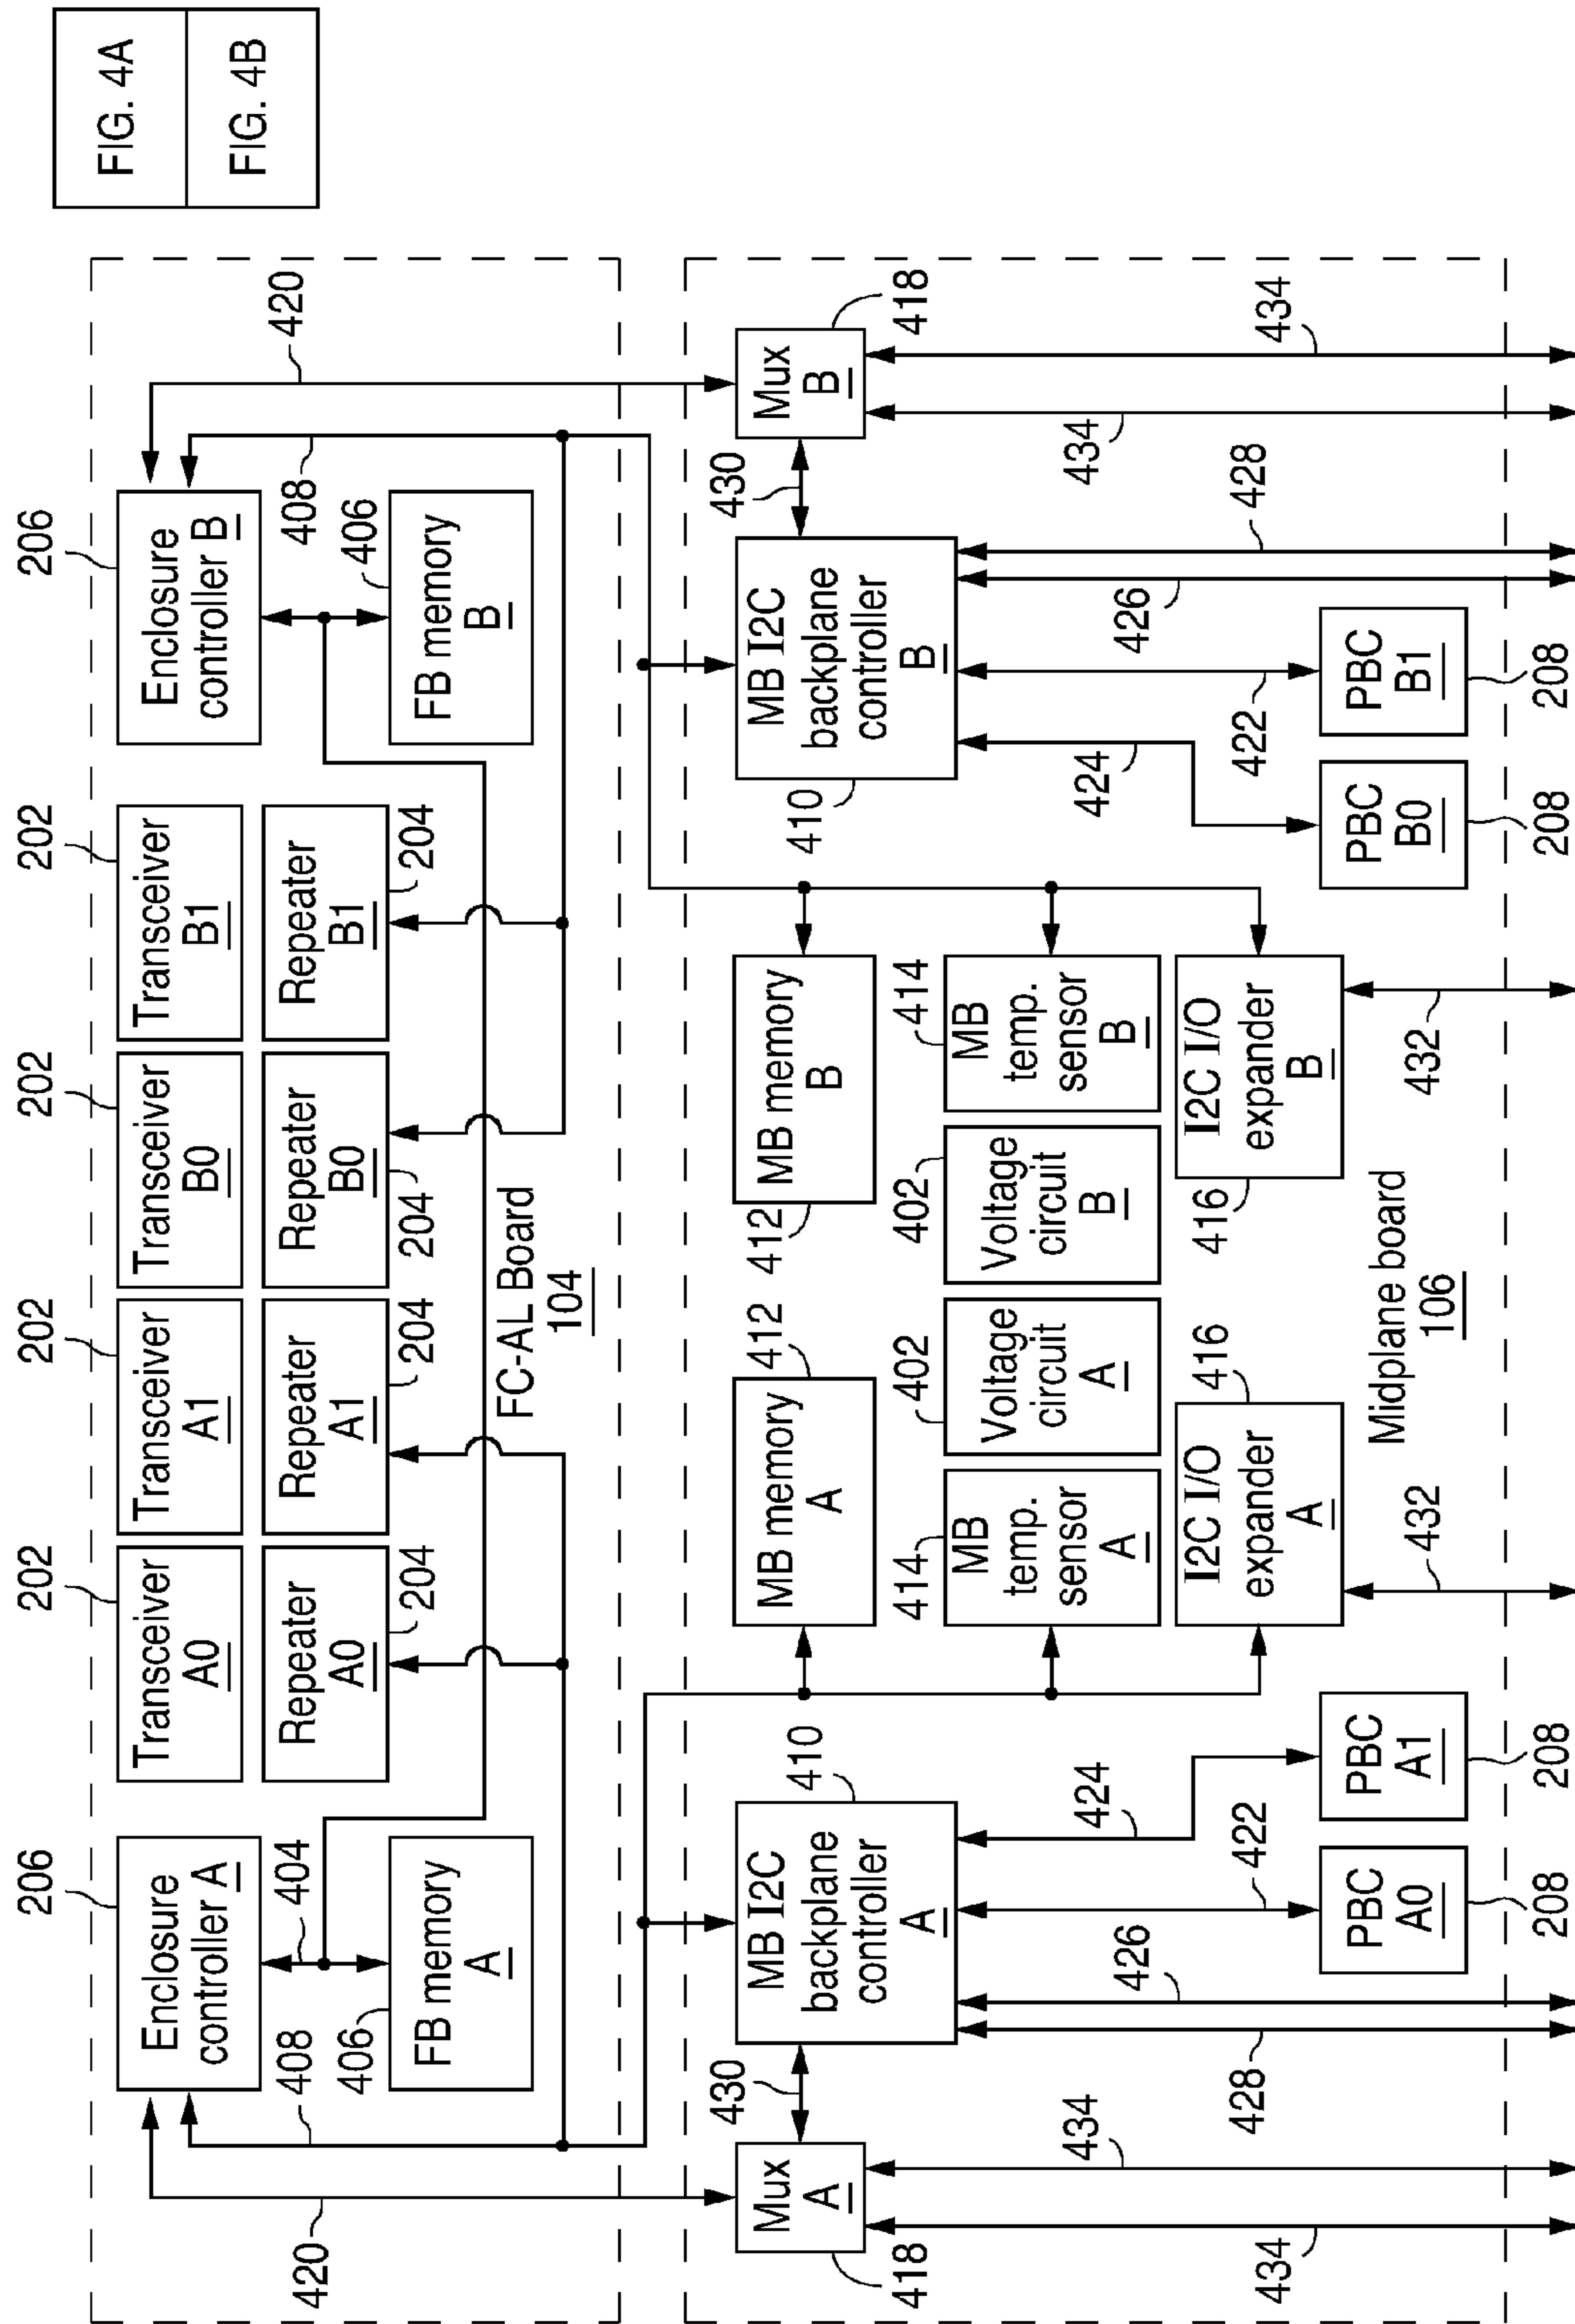 FIG. 4A
FIG. 4B
206
202
202
202
202
206
Enclosure
controller A
Transceiver
A0
Transceiver
A1
Transceiver
B0
Transceiver
B1
Enclosure
controller B
420
408
404
408
420
406
FB memory
A
Repeater
A0
204
Repeater
A1
204
Repeater
B0
204
Repeater
B1
204
406
FB memory
B
FC-AL Board
104
430
412
412
430
Mux
A
418
MB I2C
backplane
controller
A
410
MB memory
A
MB memory
B
410
MB I2C
backplane
controller
B
Mux
B
418
414
MB
temp.
sensor
A
402
Voltage
circuit
A
402
Voltage
circuit
B
414
MB
temp.
sensor
B
434
426
424
424
426
434
434
428
422
416
416
422
428
434
I2C I/O
expander
A
I2C I/O
expander
B
PBC
A0
PBC
A1
432
Midplane board
106
432
PBC
B0
PBC
B1
208
208
208
208